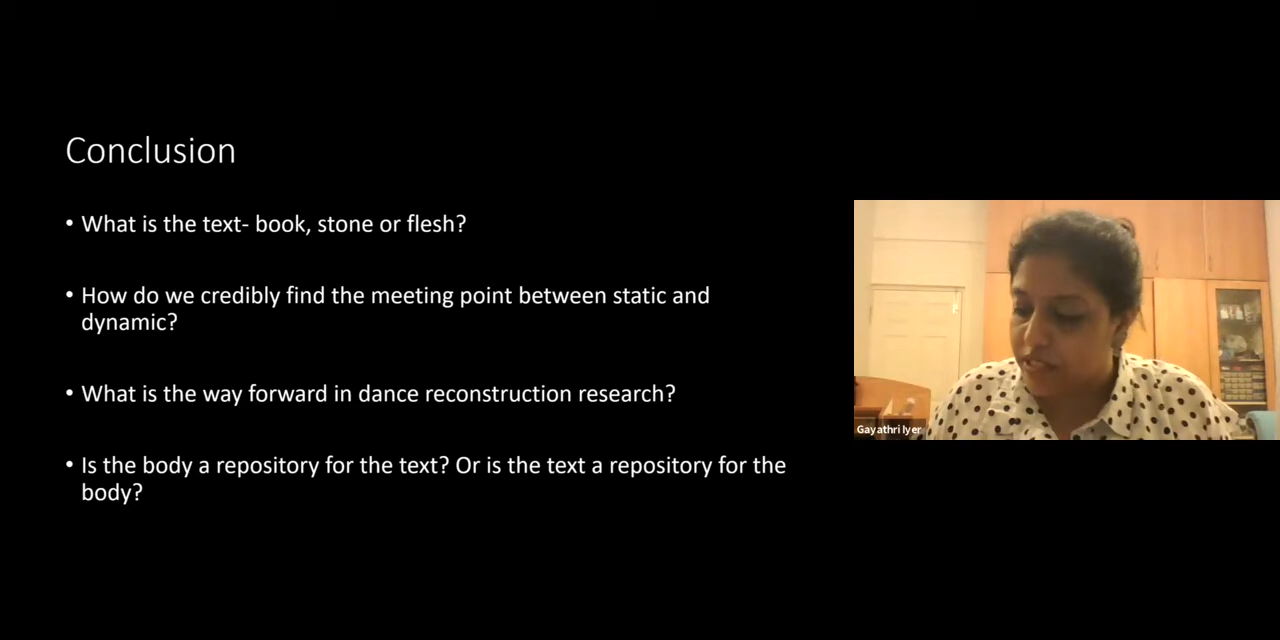 Conclusion
• What is the text- book, stone or flesh?
• How do we credibly find the meeting point between static and
dynamic?
• What is the way forward in dance reconstruction research?
• Is the body a repository for the text? Or is the text a repository for the
body?
Gayathri Iyer